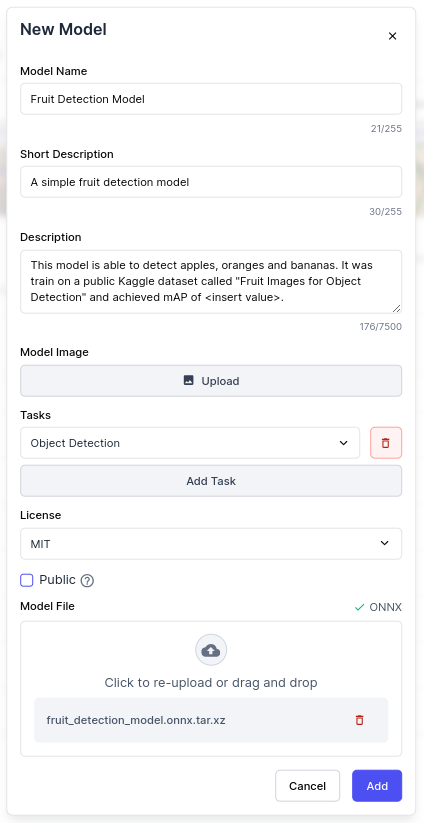 New Model
Model Name
Fruit Detection Model
21/255
Short Description
A simple fruit detection model
30/255
Description
This model is able to detect apples, oranges and bananas. It was
train on a public Kaggle dataset called "Fruit Images for Object
Detection" and achieved mAP of <insert value>.
176/7500
Model Image
Upload
Tasks
Object Detection
Add Task
License
MIT
Public
Model File
ONNX
Click to re-upload or drag and drop
fruit_detection_model.onnx.tar.xz
Cancel
Add